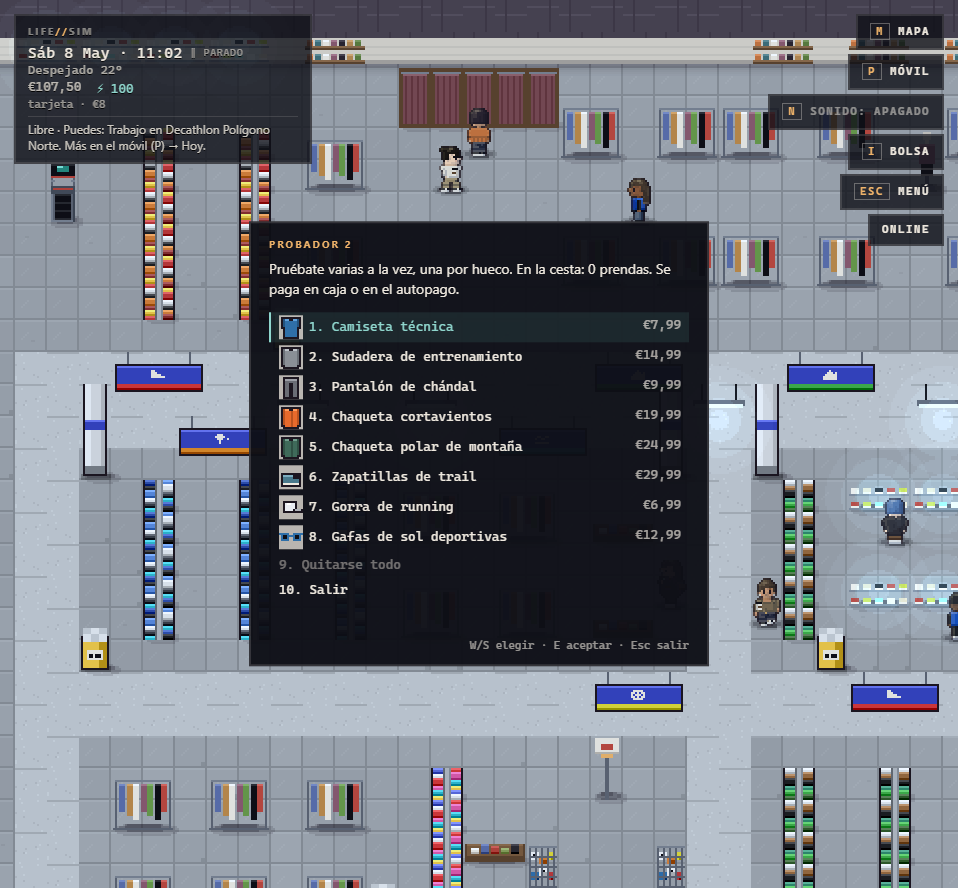 LIFE//SIM
Sáb 8 May · 11:02 ‖ PARADO
Despejado 22°
€107,50 ⚡ 100
tarjeta · €8
Libre · Puedes: Trabajo en Decathlon Polígono
Norte. Más en el móvil (P) → Hoy.
M MAPA
P MÓVIL
N SONIDO: APAGADO
I BOLSA
ESC MENÚ
ONLINE
PROBADOR 2
Pruébate varias a la vez, una por hueco. En la cesta: 0 prendas. Se
paga en caja o en el autopago.
1. Camiseta técnica €7,99
2. Sudadera de entrenamiento €14,99
3. Pantalón de chándal €9,99
4. Chaqueta cortavientos €19,99
5. Chaqueta polar de montaña €24,99
6. Zapatillas de trail €29,99
7. Gorra de running €6,99
8. Gafas de sol deportivas €12,99
9. Quitarse todo
10. Salir
W/S elegir · E aceptar · Esc salir